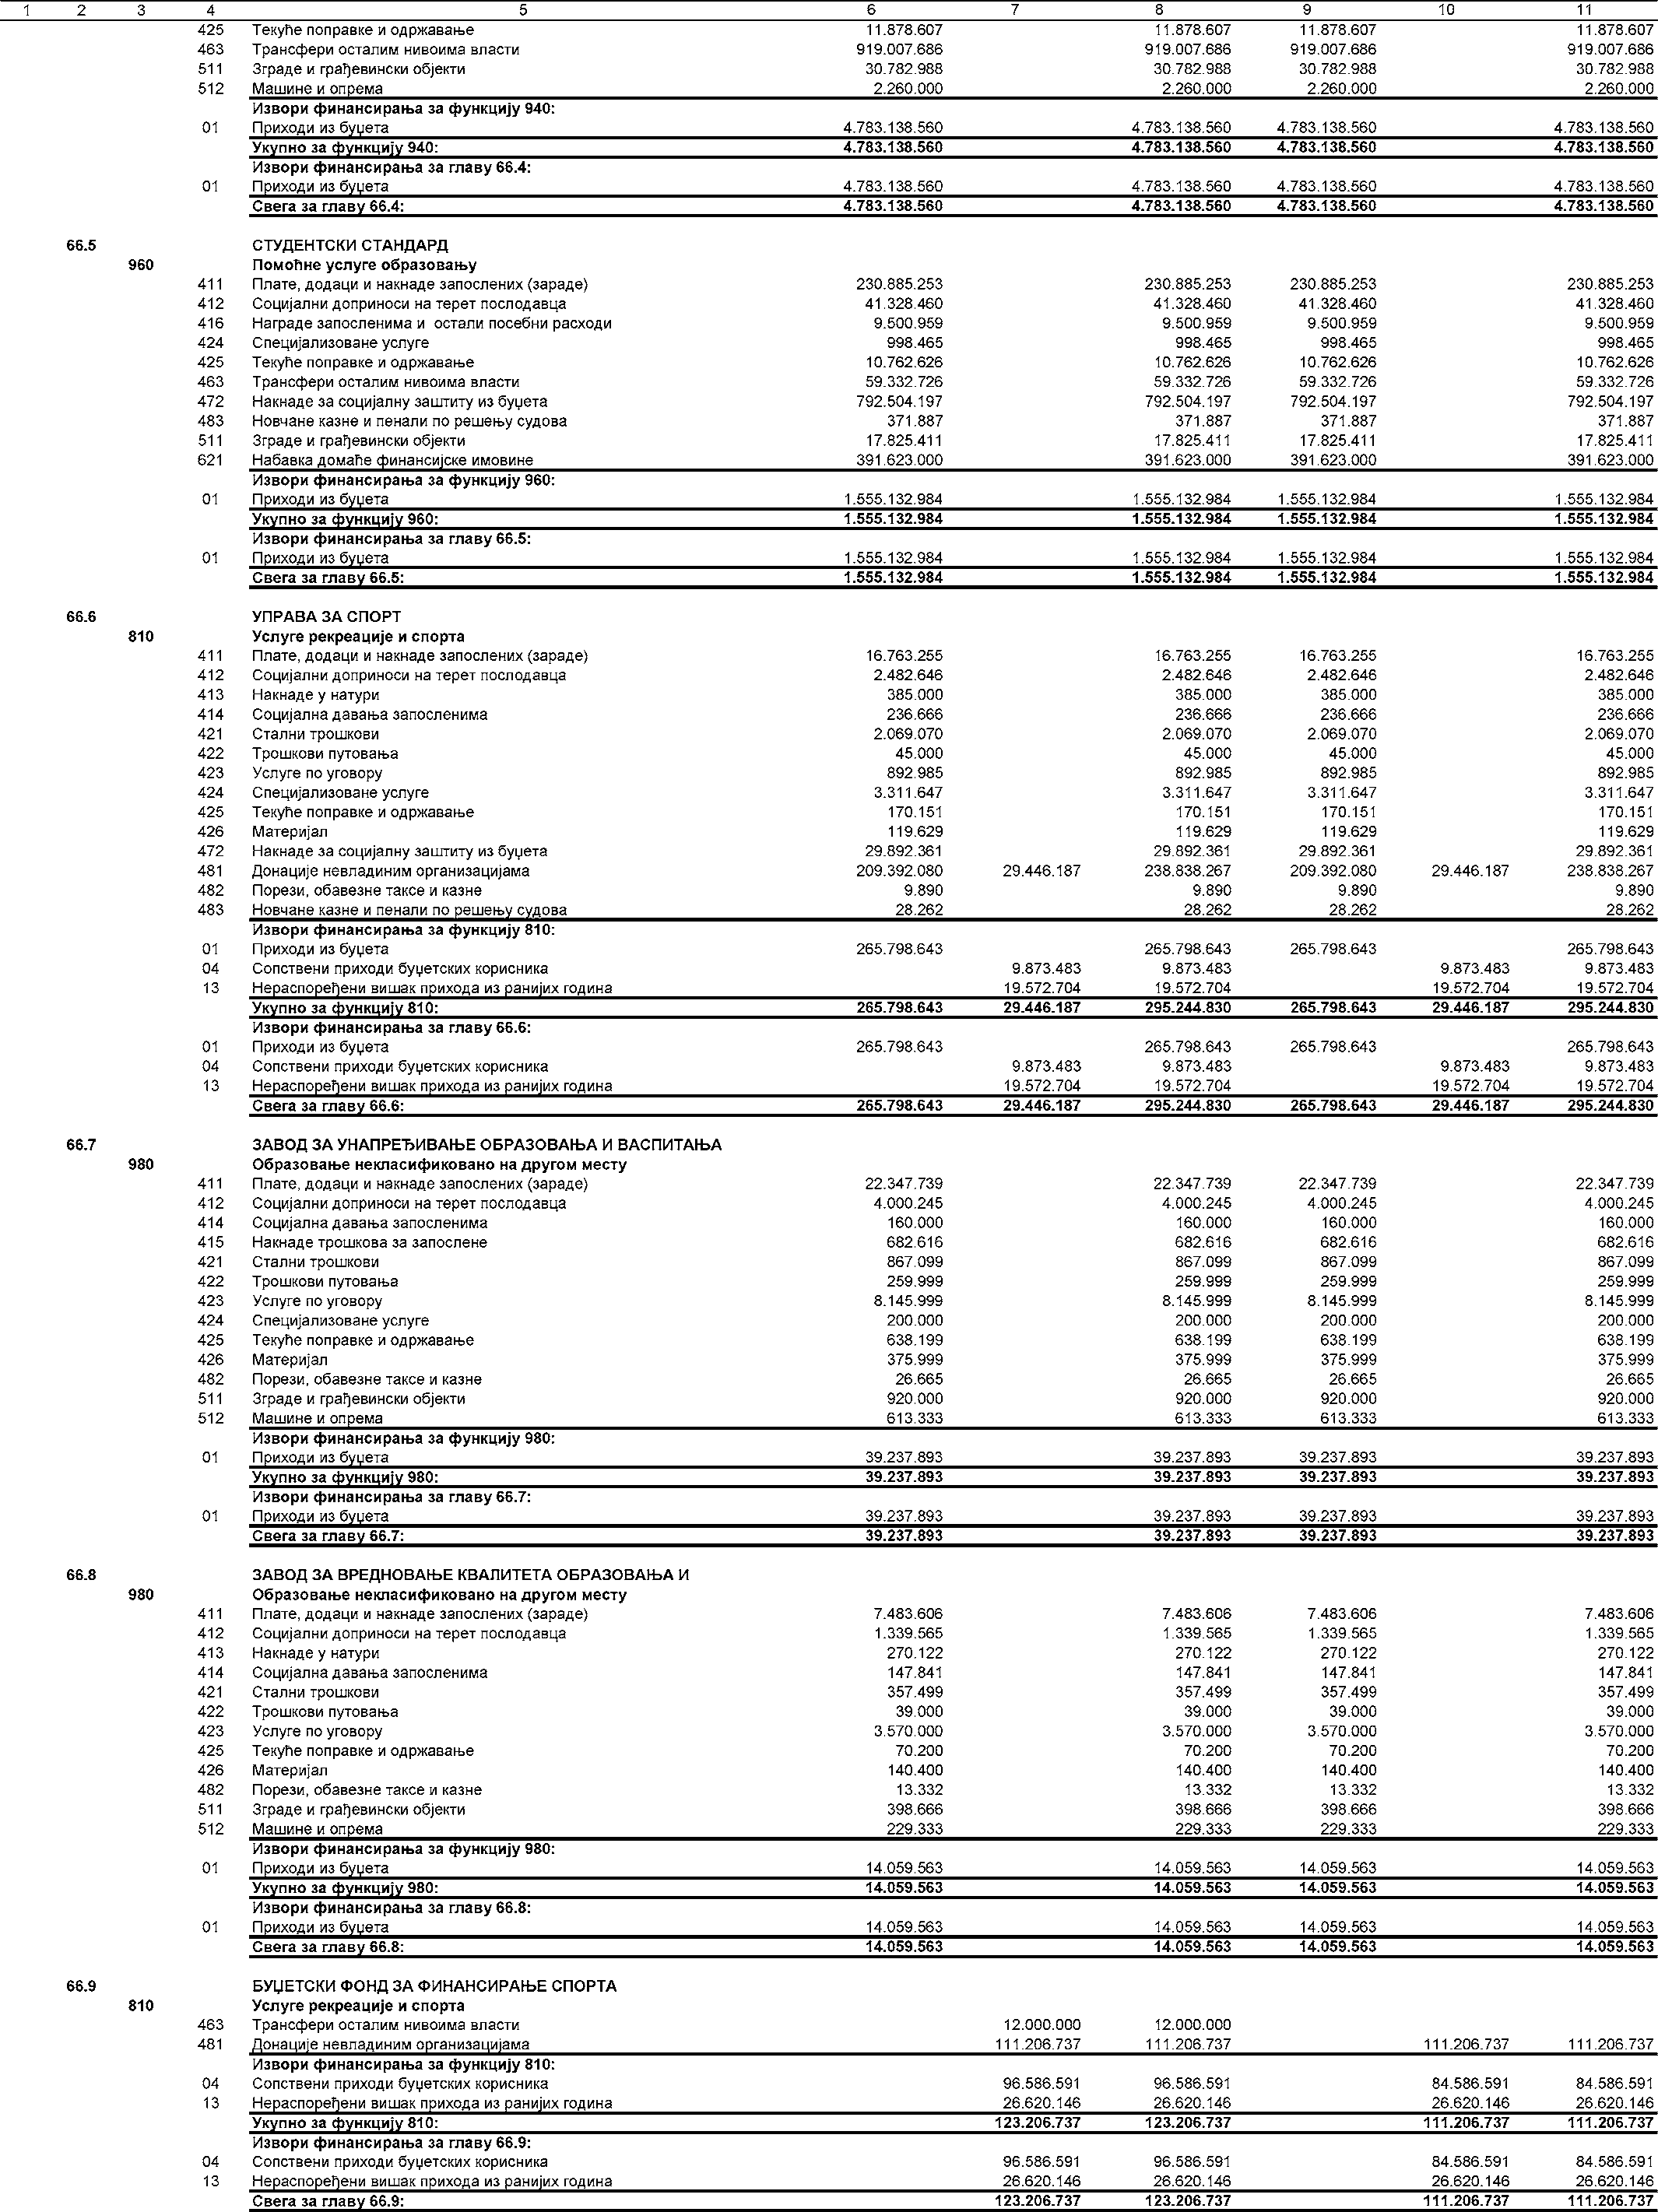 1 2 3 4 5 6 7 8 9 10 11
425 Текуће поправке и одржавање 11.878.607 11.878.607 11.878.607 11.878.607
463 Трансфери осталим нивоима власти 919.007.686 919.007.686 919.007.686 919.007.686
511 Зграде и грађевински објекти 30.782.988 30.782.988 30.782.988 30.782.988
512 Машине и опрема 2.260.000 2.260.000 2.260.000 2.260.000
Извори финансирања за функцију 940:
01 Приходи из буџета 4.783.138.560 4.783.138.560 4.783.138.560 4.783.138.560
Укупно за функцију 940: 4.783.138.560 4.783.138.560 4.783.138.560 4.783.138.560
Извори финансирања за главу 66.4:
01 Приходи из буџета 4.783.138.560 4.783.138.560 4.783.138.560 4.783.138.560
Свега за главу 66.4: 4.783.138.560 4.783.138.560 4.783.138.560 4.783.138.560
66.5 СТУДЕНТСКИ СТАНДАРД
960 Помоћне услуге образовању
411 Плате, додаци и накнаде запослених (зараде) 230.885.253 230.885.253 230.885.253 230.885.253
412 Социјални доприноси на терет послодавца 41.328.460 41.328.460 41.328.460 41.328.460
416 Награде запосленима и остали посебни расходи 9.500.959 9.500.959 9.500.959 9.500.959
424 Специјализоване услуге 998.465 998.465 998.465 998.465
425 Текуће поправке и одржавање 10.762.626 10.762.626 10.762.626 10.762.626
463 Трансфери осталим нивоима власти 59.332.726 59.332.726 59.332.726 59.332.726
472 Накнаде за социјалну заштиту из буџета 792.504.197 792.504.197 792.504.197 792.504.197
483 Новчане казне и пенали по решењу судова 371.887 371.887 371.887 371.887
511 Зграде и грађевински објекти 17.825.411 17.825.411 17.825.411 17.825.411
621 Набавка домаће финансијске имовине 391.623.000 391.623.000 391.623.000 391.623.000
Извори финансирања за функцију 960:
01 Приходи из буџета 1.555.132.984 1.555.132.984 1.555.132.984 1.555.132.984
Укупно за функцију 960: 1.555.132.984 1.555.132.984 1.555.132.984 1.555.132.984
Извори финансирања за главу 66.5:
01 Приходи из буџета 1.555.132.984 1.555.132.984 1.555.132.984 1.555.132.984
Свега за главу 66.5: 1.555.132.984 1.555.132.984 1.555.132.984 1.555.132.984
66.6 УПРАВА ЗА СПОРТ
810 Услуге рекреације и спорта
411 Плате, додаци и накнаде запослених (зараде) 16.763.255 16.763.255 16.763.255 16.763.255
412 Социјални доприноси на терет послодавца 2.482.646 2.482.646 2.482.646 2.482.646
413 Накнаде у натури 385.000 385.000 385.000 385.000
414 Социјална давања запосленима 236.666 236.666 236.666 236.666
421 Стални трошкови 2.069.070 2.069.070 2.069.070 2.069.070
422 Трошкови путовања 45.000 45.000 45.000 45.000
423 Услуге по уговору 892.985 892.985 892.985 892.985
424 Специјализоване услуге 3.311.647 3.311.647 3.311.647 3.311.647
425 Текуће поправке и одржавање 170.151 170.151 170.151 170.151
426 Материјал 119.629 119.629 119.629 119.629
472 Накнаде за социјалну заштиту из буџета 29.892.361 29.892.361 29.892.361 29.892.361
481 Донације невладиним организацијама 209.392.080 29.446.187 238.838.267 209.392.080 29.446.187 238.838.267
482 Порези, обавезне таксе и казне 9.890 9.890 9.890 9.890
483 Новчане казне и пенали по решењу судова 28.262 28.262 28.262 28.262
Извори финансирања за функцију 810:
01 Приходи из буџета 265.798.643 265.798.643 265.798.643 265.798.643
04 Сопствени приходи буџетских корисника 9.873.483 9.873.483 9.873.483 9.873.483
13 Нераспоређени вишак прихода из ранијих година 19.572.704 19.572.704 19.572.704 19.572.704
Укупно за функцију 810: 265.798.643 29.446.187 295.244.830 265.798.643 29.446.187 295.244.830
Извори финансирања за главу 66.6:
01 Приходи из буџета 265.798.643 265.798.643 265.798.643 265.798.643
04 Сопствени приходи буџетских корисника 9.873.483 9.873.483 9.873.483 9.873.483
13 Нераспоређени вишак прихода из ранијих година 19.572.704 19.572.704 19.572.704 19.572.704
Свега за главу 66.6: 265.798.643 29.446.187 295.244.830 265.798.643 29.446.187 295.244.830
66.7 ЗАВОД ЗА УНАПРЕЂИВАЊЕ ОБРАЗОВАЊА И ВАСПИТАЊА
980 Образовање некласификовано на другом месту
411 Плате, додаци и накнаде запослених (зараде) 22.347.739 22.347.739 22.347.739 22.347.739
412 Социјални доприноси на терет послодавца 4.000.245 4.000.245 4.000.245 4.000.245
414 Социјална давања запосленима 160.000 160.000 160.000 160.000
415 Накнаде трошкова за запослене 682.616 682.616 682.616 682.616
421 Стални трошкови 867.099 867.099 867.099 867.099
422 Трошкови путовања 259.999 259.999 259.999 259.999
423 Услуге по уговору 8.145.999 8.145.999 8.145.999 8.145.999
424 Специјализоване услуге 200.000 200.000 200.000 200.000
425 Текуће поправке и одржавање 638.199 638.199 638.199 638.199
426 Материјал 375.999 375.999 375.999 375.999
482 Порези, обавезне таксе и казне 26.665 26.665 26.665 26.665
511 Зграде и грађевински објекти 920.000 920.000 920.000 920.000
512 Машине и опрема 613.333 613.333 613.333 613.333
Извори финансирања за функцију 980:
01 Приходи из буџета 39.237.893 39.237.893 39.237.893 39.237.893
Укупно за функцију 980: 39.237.893 39.237.893 39.237.893 39.237.893
Извори финансирања за главу 66.7:
01 Приходи из буџета 39.237.893 39.237.893 39.237.893 39.237.893
Свега за главу 66.7: 39.237.893 39.237.893 39.237.893 39.237.893
66.8 ЗАВОД ЗА ВРЕДНОВАЊЕ КВАЛИТЕТА ОБРАЗОВАЊА И
980 Образовање некласификовано на другом месту
411 Плате, додаци и накнаде запослених (зараде) 7.483.606 7.483.606 7.483.606 7.483.606
412 Социјални доприноси на терет послодавца 1.339.565 1.339.565 1.339.565 1.339.565
413 Накнаде у натури 270.122 270.122 270.122 270.122
414 Социјална давања запосленима 147.841 147.841 147.841 147.841
421 Стални трошкови 357.499 357.499 357.499 357.499
422 Трошкови путовања 39.000 39.000 39.000 39.000
423 Услуге по уговору 3.570.000 3.570.000 3.570.000 3.570.000
425 Текуће поправке и одржавање 70.200 70.200 70.200 70.200
426 Материјал 140.400 140.400 140.400 140.400
482 Порези, обавезне таксе и казне 13.332 13.332 13.332 13.332
511 Зграде и грађевински објекти 398.666 398.666 398.666 398.666
512 Машине и опрема 229.333 229.333 229.333 229.333
Извори финансирања за функцију 980:
01 Приходи из буџета 14.059.563 14.059.563 14.059.563 14.059.563
Укупно за функцију 980: 14.059.563 14.059.563 14.059.563 14.059.563
Извори финансирања за главу 66.8:
01 Приходи из буџета 14.059.563 14.059.563 14.059.563 14.059.563
Свега за главу 66.8: 14.059.563 14.059.563 14.059.563 14.059.563
66.9 БУЏЕТСКИ ФОНД ЗА ФИНАНСИРАЊЕ СПОРТА
810 Услуге рекреације и спорта
463 Трансфери осталим нивоима власти 12.000.000 12.000.000
481 Донације невладиним организацијама 111.206.737 111.206.737 111.206.737 111.206.737
Извори финансирања за функцију 810:
04 Сопствени приходи буџетских корисника 96.586.591 96.586.591 84.586.591 84.586.591
13 Нераспоређени вишак прихода из ранијих година 26.620.146 26.620.146 26.620.146 26.620.146
Укупно за функцију 810: 123.206.737 123.206.737 111.206.737 111.206.737
Извори финансирања за главу 66.9:
04 Сопствени приходи буџетских корисника 96.586.591 96.586.591 84.586.591 84.586.591
13 Нераспоређени вишак прихода из ранијих година 26.620.146 26.620.146 26.620.146 26.620.146
Свега за главу 66.9: 123.206.737 123.206.737 111.206.737 111.206.737